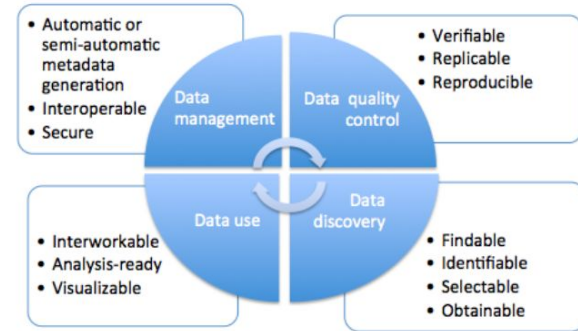 • Automatic or
semi-automatic
metadata
generation
• Interoperable
• Secure
Data
management
Data quality
control
• Verifiable
• Replicable
• Reproducible
Data use
• Interworkable
• Analysis-ready
• Visualizable
Data
discovery
• Findable
• Identifiable
• Selectable
• Obtainable